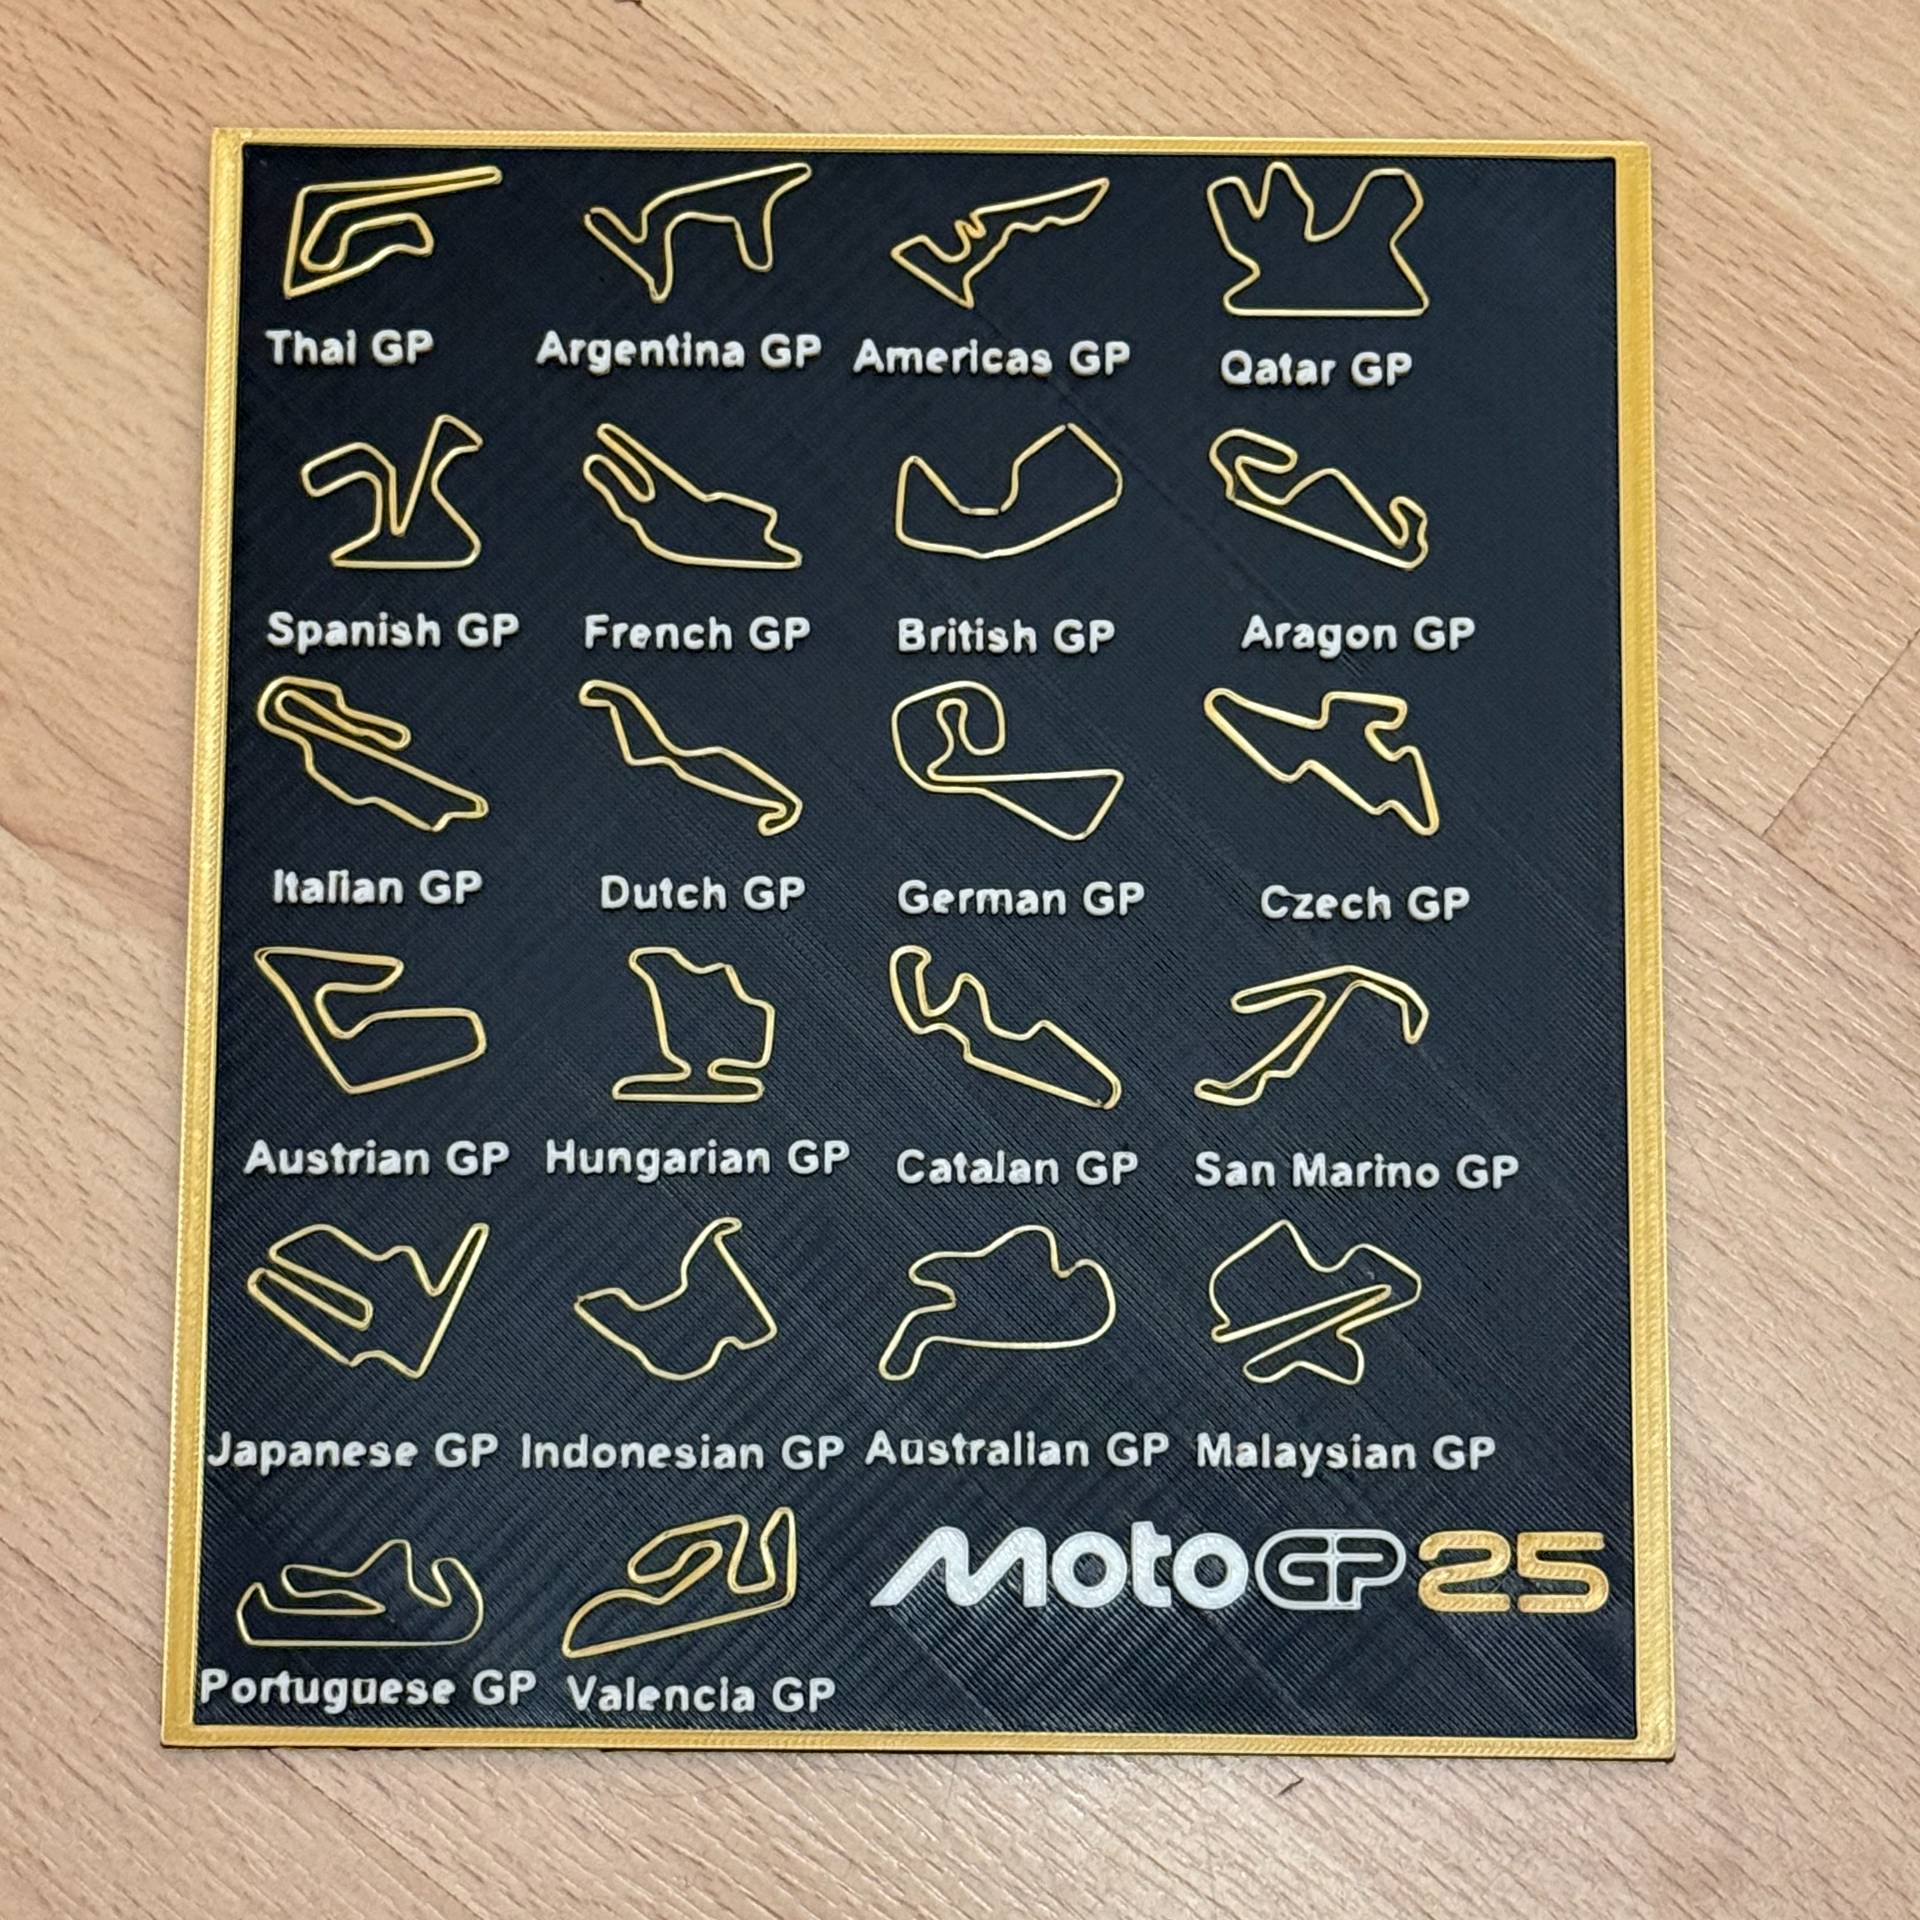 Thai GP
Argentina GP
Americas GP
Qatar GP
Spanish GP
French GP
British GP
Aragon GP
Italian GP
Dutch GP
German GP
Czech GP
Austrian GP
Hungarian GP
Catalan GP
San Marino GP
Japanese GP
Indonesian GP
Australian GP
Malaysian GP
MotoGP 25
Portuguese GP
Valencia GP